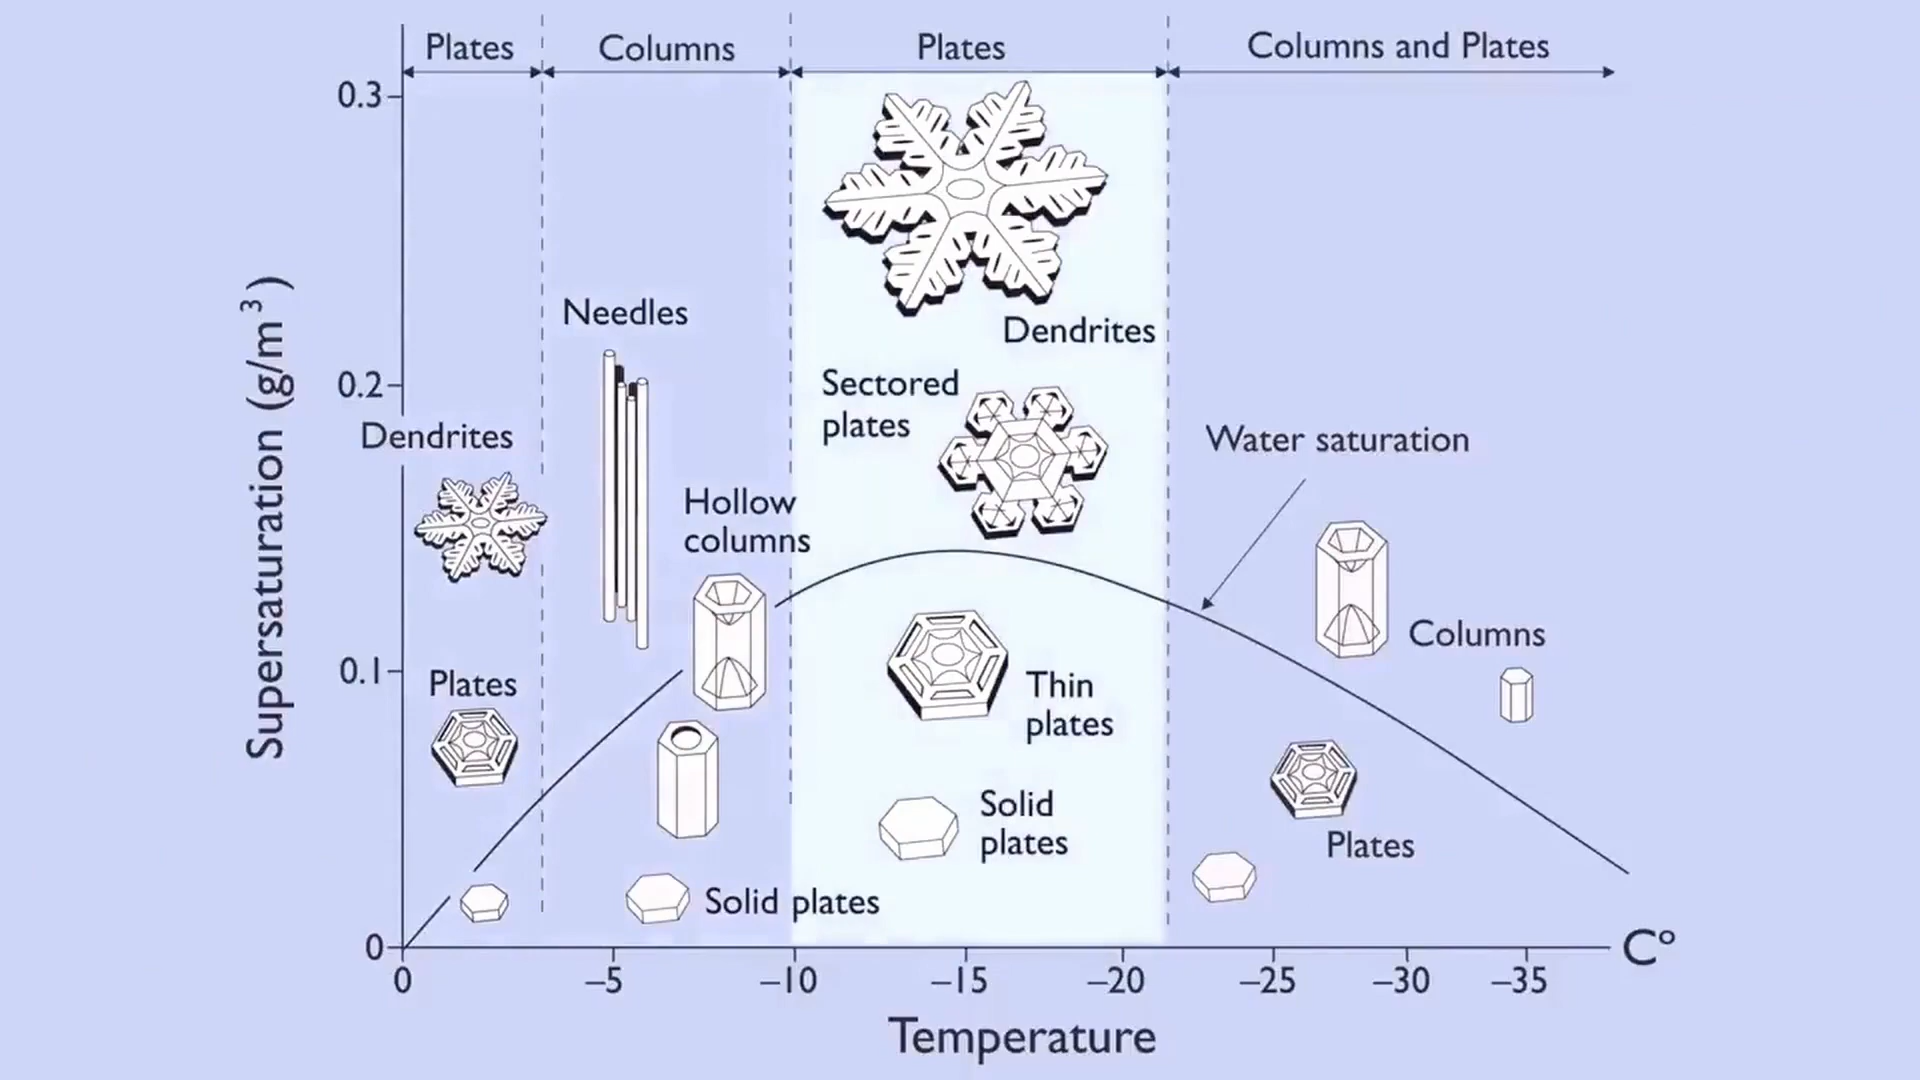 Plates
Columns
Plates
Columns and Plates
0.3
Needles
Dendrites
Sectored
plates
0.2
Dendrites
Water saturation
Hollow
columns
Supersaturation (g/m³)
Columns
0.1
Plates
Thin
plates
Solid
plates
Plates
Solid plates
0
C°
0
–5
–10
–15
–20
–25
–30
–35
Temperature